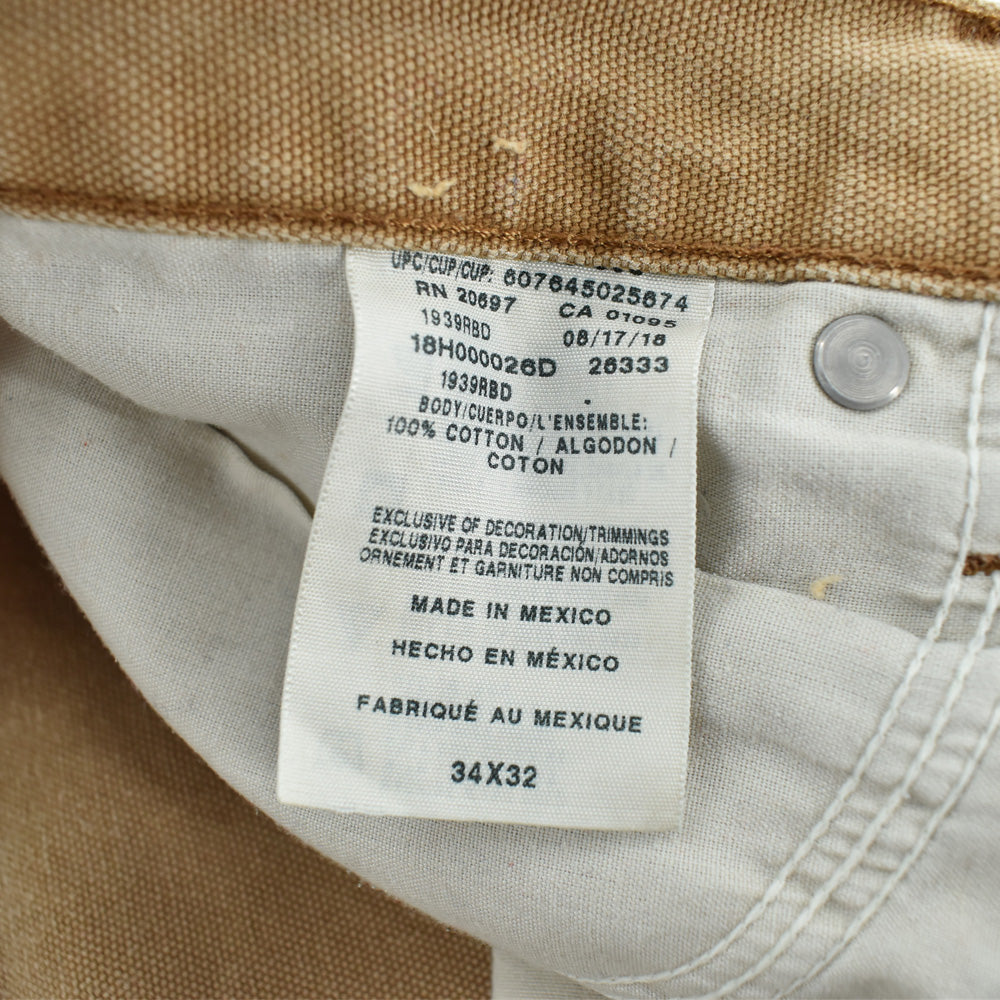 UPC/CUP/CUP: 607645025674
RN 20697 CA 01095
1939RBD 08/17/18
18H000026D 26333
1939RBD
BODY/CUERPO/L'ENSEMBLE:
100% COTTON / ALGODON /
COTON
EXCLUSIVE OF DECORATION/TRIMMINGS
EXCLUSIVO PARA DECORACIÓN/ADORNOS
ORNEMENT ET GARNITURE NON COMPRIS
MADE IN MEXICO
HECHO EN MÉXICO
FABRIQUÉ AU MEXIQUE
34X32